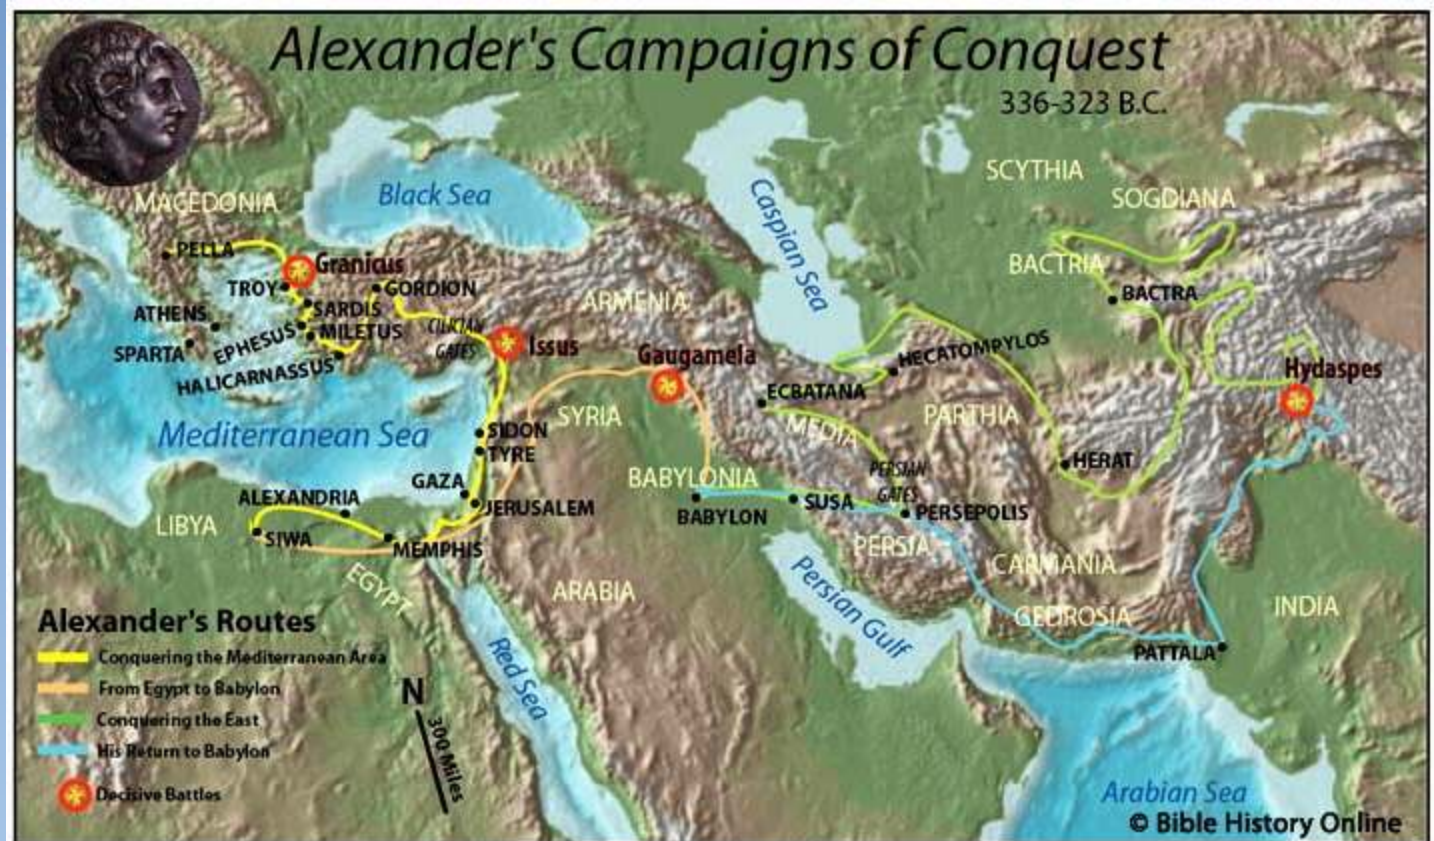 Alexander's Campaigns of Conquest
336-323 B.C.
SCYTHIA
SOGDIANA
MACEDONIA
Black Sea
Caspian Sea
PELLA
Granicus
BACTRIA
TROY
GORDION
BACTRA
ARMENIA
ATHENS
SARDIS
EPHESUS
MILETUS
CILICIAN
GATES
SPARTA
HALICARNASSUS
Issus
Gaugamela
HECATOMPYLOS
Hydaspes
ECBATANA
SYRIA
MEDIA
PARTHIA
Mediterranean Sea
SIDON
TYRE
HERAT
PERSIAN
GATES
GAZA
BABYLONIA
ALEXANDRIA
JERUSALEM
BABYLON
SUSA
PERSEPOLIS
LIBYA
SIWA
MEMPHIS
PERSIA
CARMANIA
EGYPT
ARABIA
Persian Gulf
GEDROSIA
INDIA
PATTALA
Red Sea
Alexander's Routes
Conquering the Mediterranean Area
From Egypt to Babylon
Conquering the East
His Return to Babylon
Decisive Battles
N
300 Miles
Arabian Sea
© Bible History Online